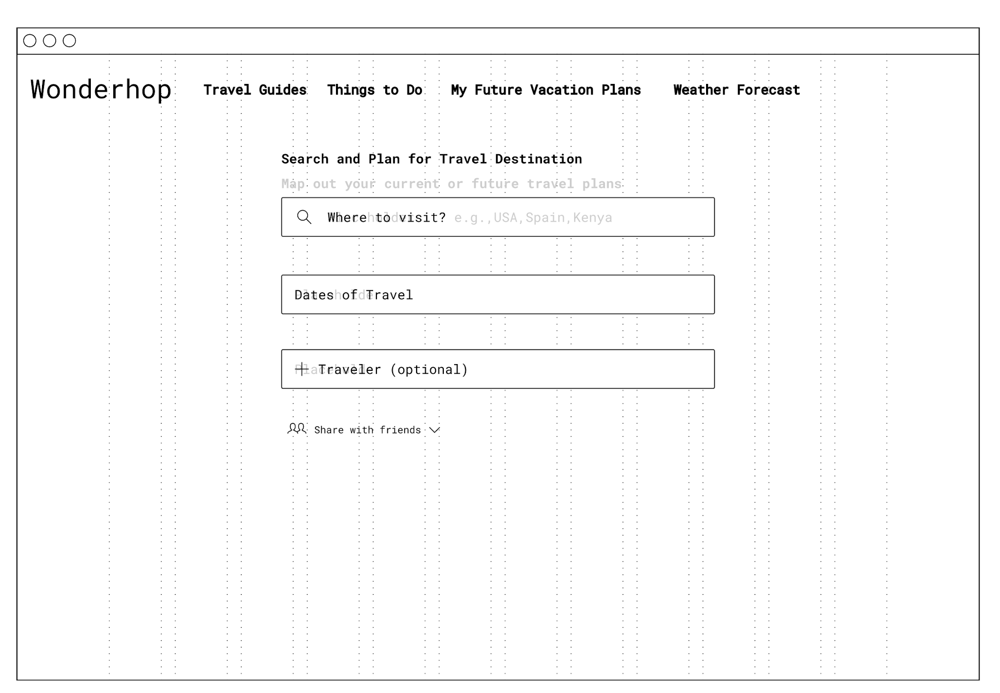 Wonderhop Travel Guides Things to Do My Future Vacation Plans Weather Forecast
Search and Plan for Travel Destination
Map out your current or future travel plans
Where to visit? e.g.,USA,Spain,Kenya
Dates of Travel
Traveler (optional)
Share with friends